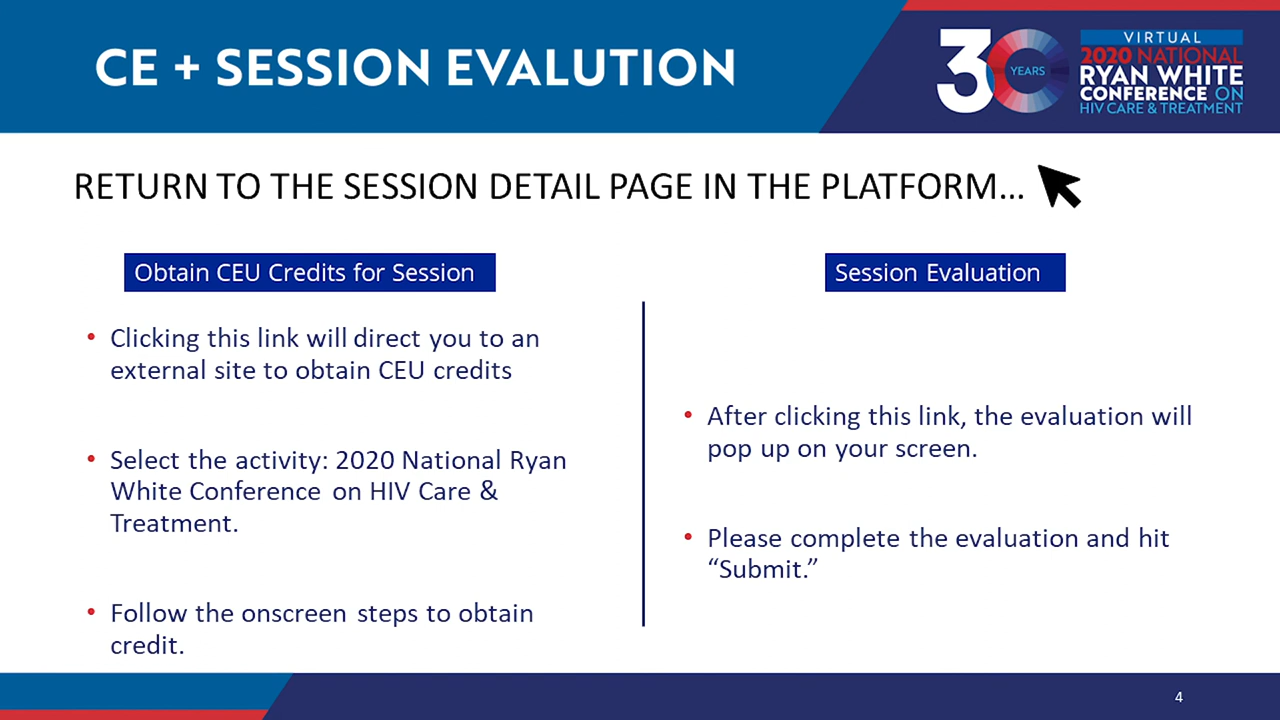 CE + SESSION EVALUTION
30
YEARS
VIRTUAL
2020 NATIONAL
RYAN WHITE
CONFERENCE ON
HIV CARE & TREATMENT
RETURN TO THE SESSION DETAIL PAGE IN THE PLATFORM...
Obtain CEU Credits for Session
• Clicking this link will direct you to an
external site to obtain CEU credits
• Select the activity: 2020 National Ryan
White Conference on HIV Care &
Treatment.
• Follow the onscreen steps to obtain
credit.
Session Evaluation
• After clicking this link, the evaluation will
pop up on your screen.
• Please complete the evaluation and hit
“Submit.”
4